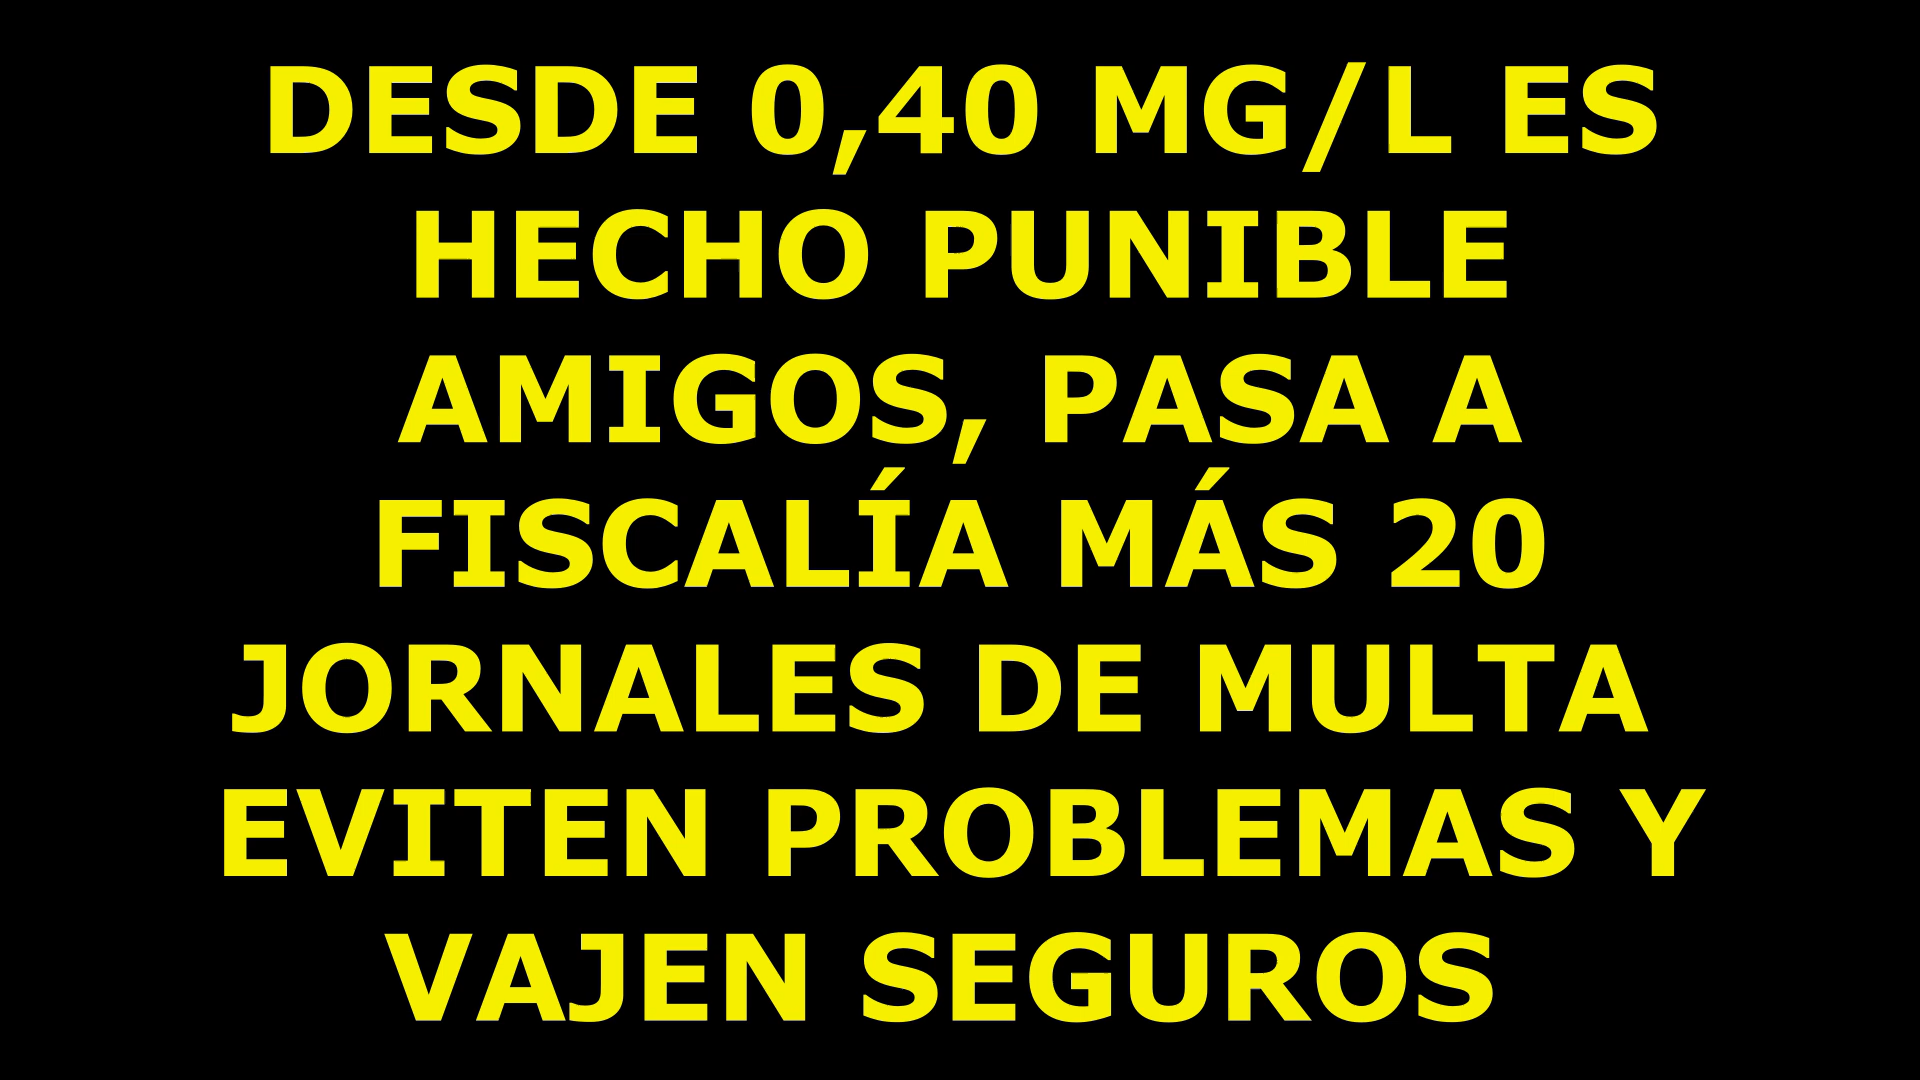 DESDE 0,40 MG/L ES
HECHO PUNIBLE
AMIGOS, PASA A
FISCALÍA MÁS 20
JORNALES DE MULTA
EVITEN PROBLEMAS Y
VAJEN SEGUROS